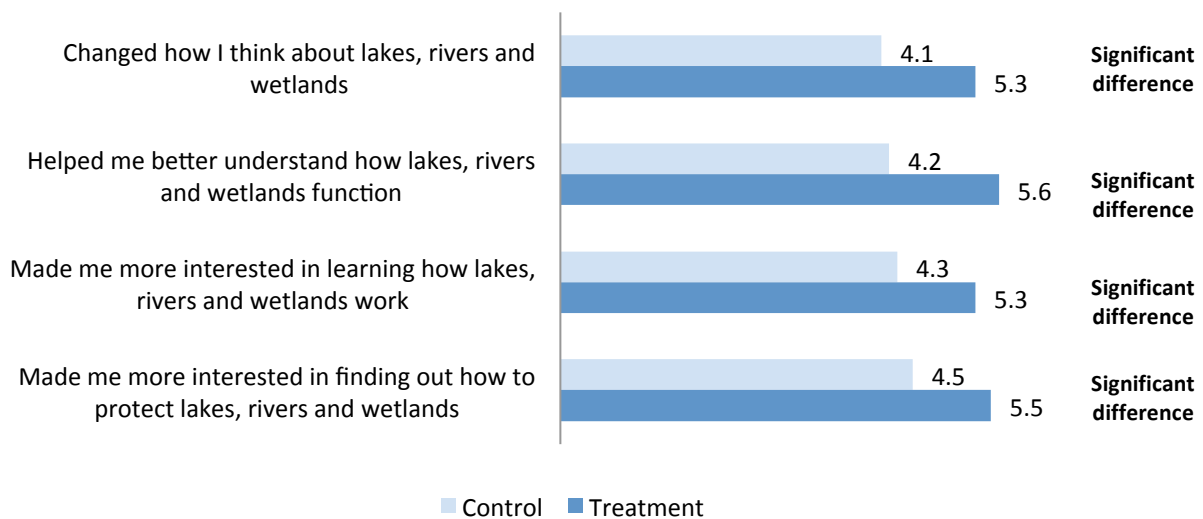 Changed how I think about lakes, rivers and
wetlands
4.1
5.3
Significant
difference
Helped me better understand how lakes, rivers
and wetlands function
4.2
5.6
Significant
difference
Made me more interested in learning how lakes,
rivers and wetlands work
4.3
5.3
Significant
difference
Made me more interested in finding out how to
protect lakes, rivers and wetlands
4.5
5.5
Significant
difference
Control Treatment